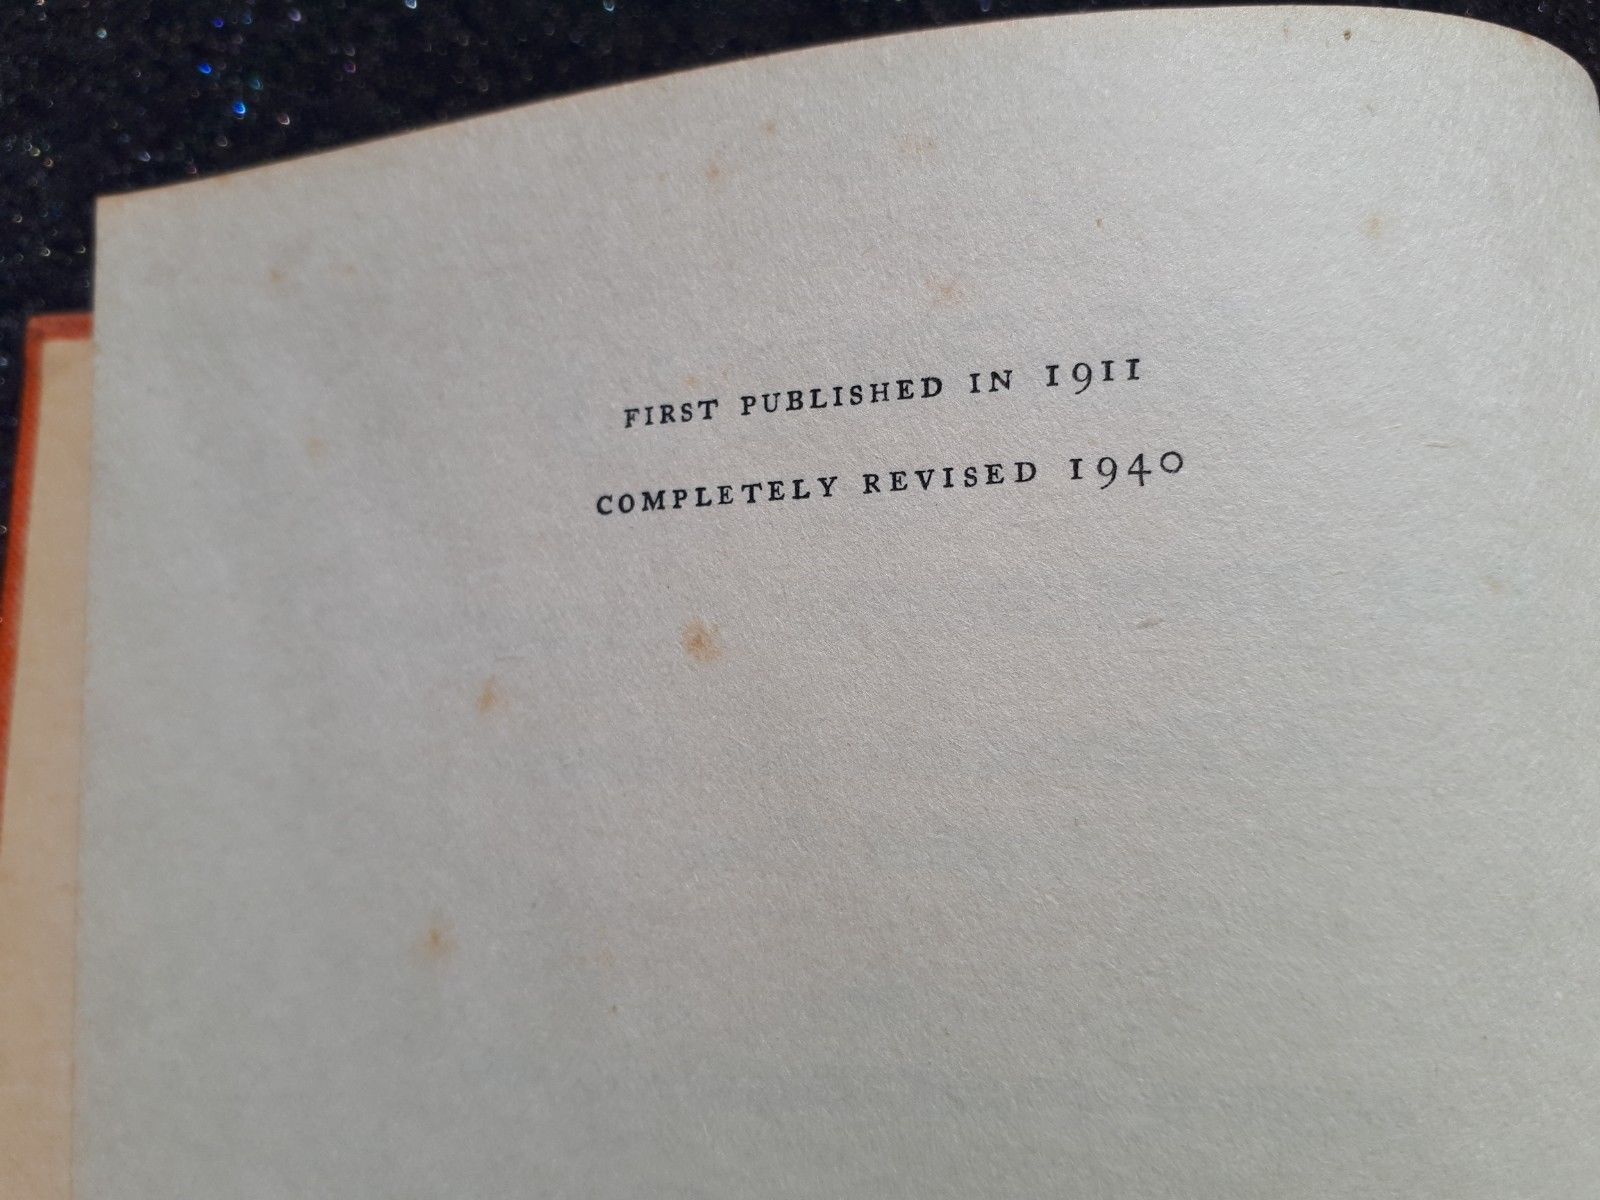 FIRST PUBLISHED IN 1911
COMPLETELY REVISED 1940